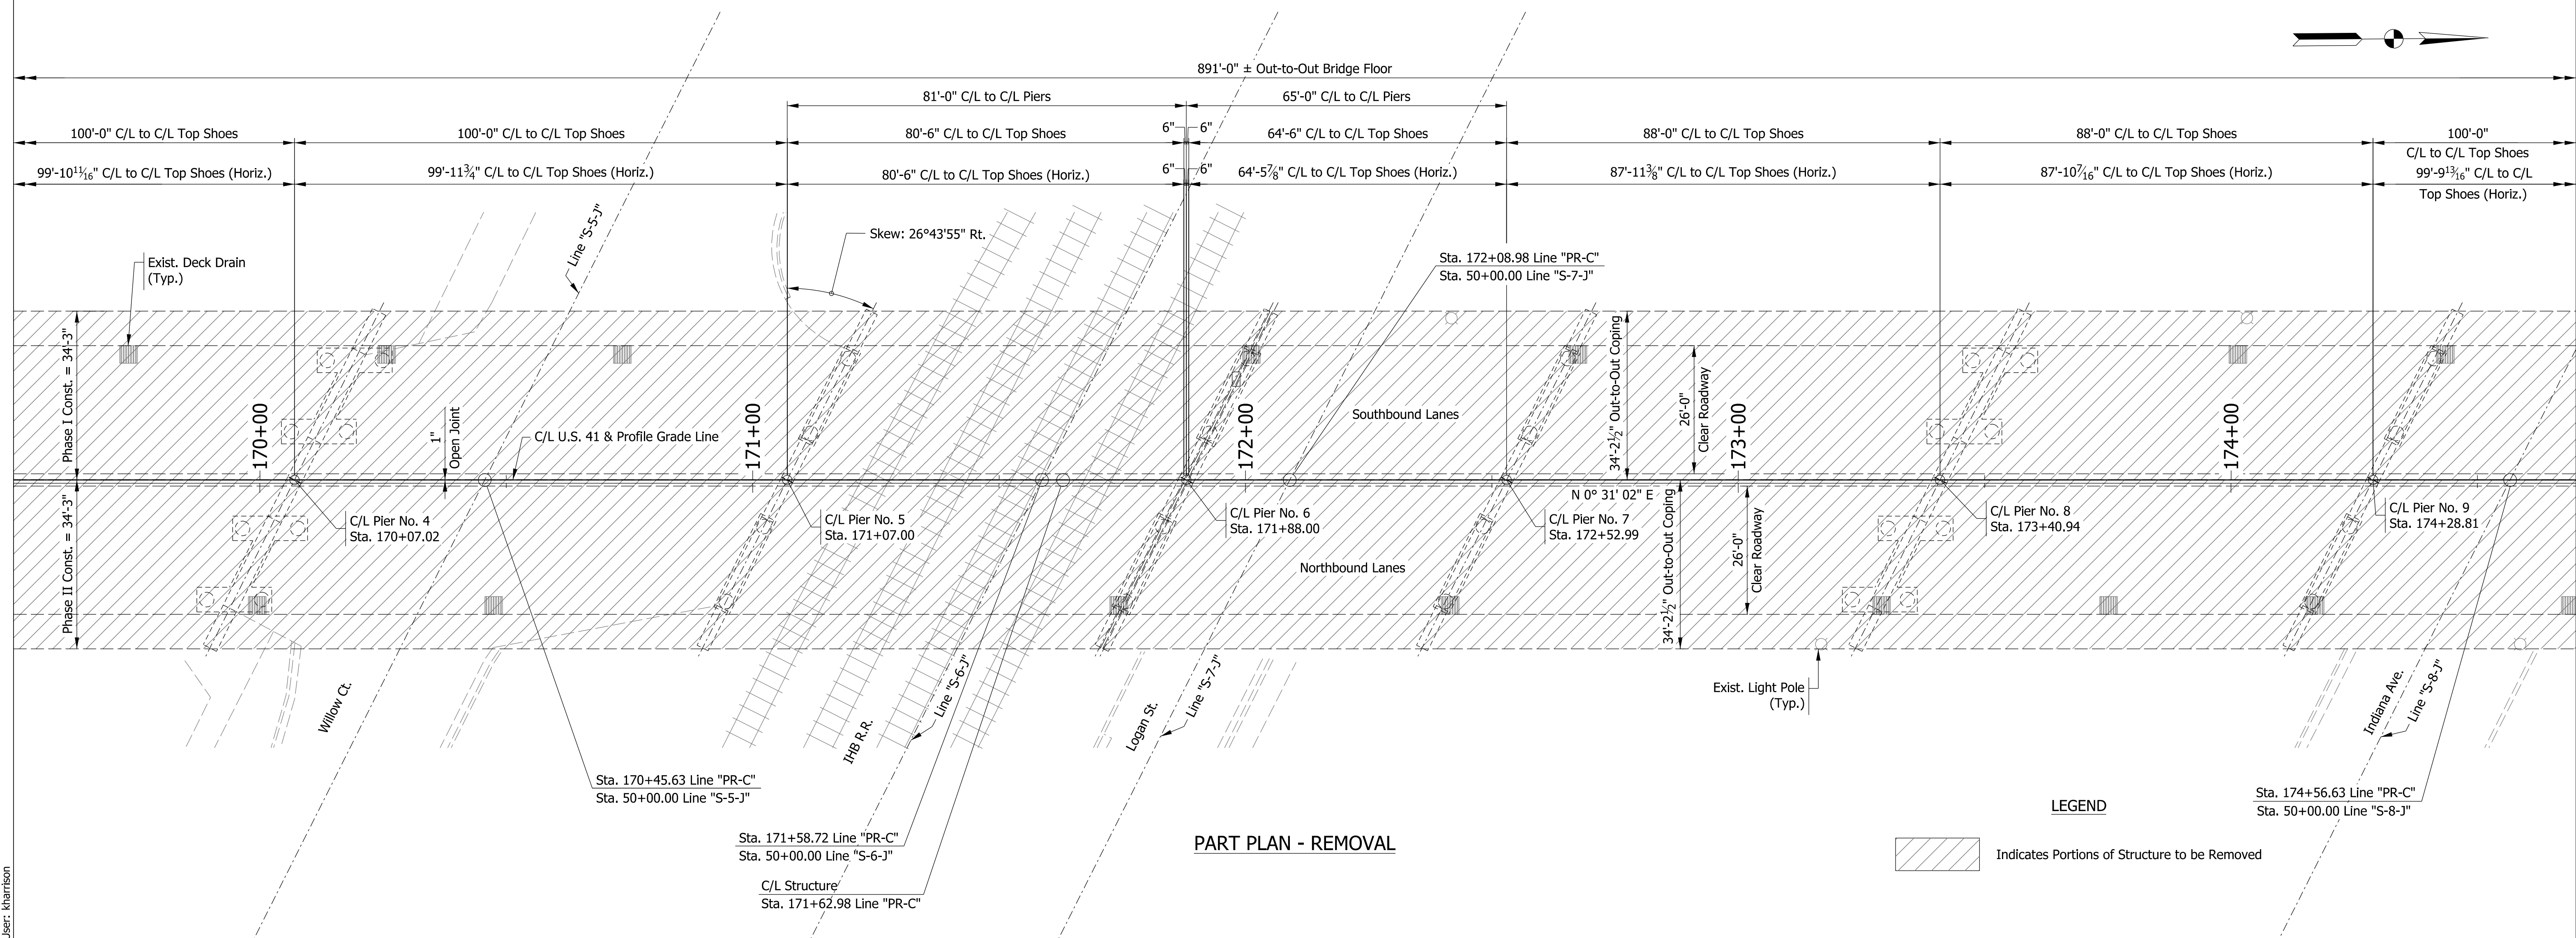 891'-0" ± Out-to-Out Bridge Floor
81'-0" C/L to C/L Piers
65'-0" C/L to C/L Piers
100'-0" C/L to C/L Top Shoes
100'-0" C/L to C/L Top Shoes
80'-6" C/L to C/L Top Shoes
6"
6"
64'-6" C/L to C/L Top Shoes
88'-0" C/L to C/L Top Shoes
88'-0" C/L to C/L Top Shoes
100'-0"
C/L to C/L Top Shoes
99'-10 11/16" C/L to C/L Top Shoes (Horiz.)
99'-11 3/4" C/L to C/L Top Shoes (Horiz.)
80'-6" C/L to C/L Top Shoes (Horiz.)
6"
6"
64'-5 7/8" C/L to C/L Top Shoes (Horiz.)
87'-11 3/8" C/L to C/L Top Shoes (Horiz.)
87'-10 7/16" C/L to C/L Top Shoes (Horiz.)
99'-9 13/16" C/L to C/L
Top Shoes (Horiz.)
Line "S-5-J"
Skew: 26°43'55" Rt.
Exist. Deck Drain
(Typ.)
Sta. 172+08.98 Line "PR-C"
Sta. 50+00.00 Line "S-7-J"
Phase I Const. = 34'-3"
170+00
1"
Open Joint
C/L U.S. 41 & Profile Grade Line
171+00
172+00
Southbound Lanes
34'-2 1/2" Out-to-Out Coping
26'-0"
Clear Roadway
173+00
174+00
Phase II Const. = 34'-3"
C/L Pier No. 4
Sta. 170+07.02
C/L Pier No. 5
Sta. 171+07.00
C/L Pier No. 6
Sta. 171+88.00
N 0° 31' 02" E
C/L Pier No. 7
Sta. 172+52.99
C/L Pier No. 8
Sta. 173+40.94
C/L Pier No. 9
Sta. 174+28.81
Northbound Lanes
34'-2 1/2" Out-to-Out Coping
26'-0"
Clear Roadway
Willow Ct.
IHB R.R.
Line "S-6-J"
Logan St.
Line "S-7-J"
Exist. Light Pole
(Typ.)
Indiana Ave.
Line "S-8-J"
Sta. 170+45.63 Line "PR-C"
Sta. 50+00.00 Line "S-5-J"
Sta. 171+58.72 Line "PR-C"
Sta. 50+00.00 Line "S-6-J"
C/L Structure
Sta. 171+62.98 Line "PR-C"
Sta. 174+56.63 Line "PR-C"
Sta. 50+00.00 Line "S-8-J"
PART PLAN - REMOVAL
LEGEND
Indicates Portions of Structure to be Removed
User: kharrison